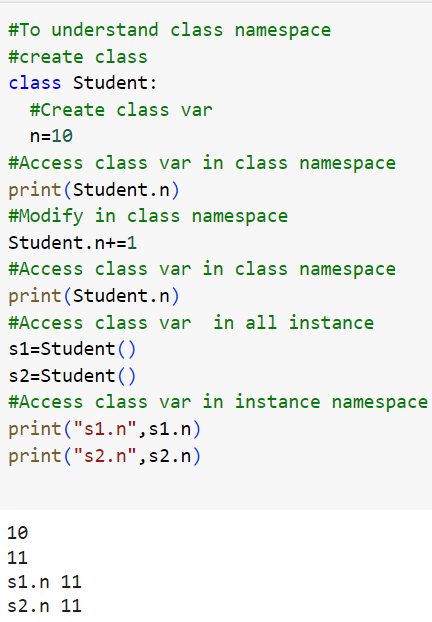 #To understand class namespace
#create class
class Student:
  #Create class var
  n=10
#Access class var in class namespace
print(Student.n)
#Modify in class namespace
Student.n+=1
#Access class var in class namespace
print(Student.n)
#Access class var  in all instance
s1=Student()
s2=Student()
#Access class var in instance namespace
print("s1.n",s1.n)
print("s2.n",s2.n)
10
11
s1.n 11
s2.n 11